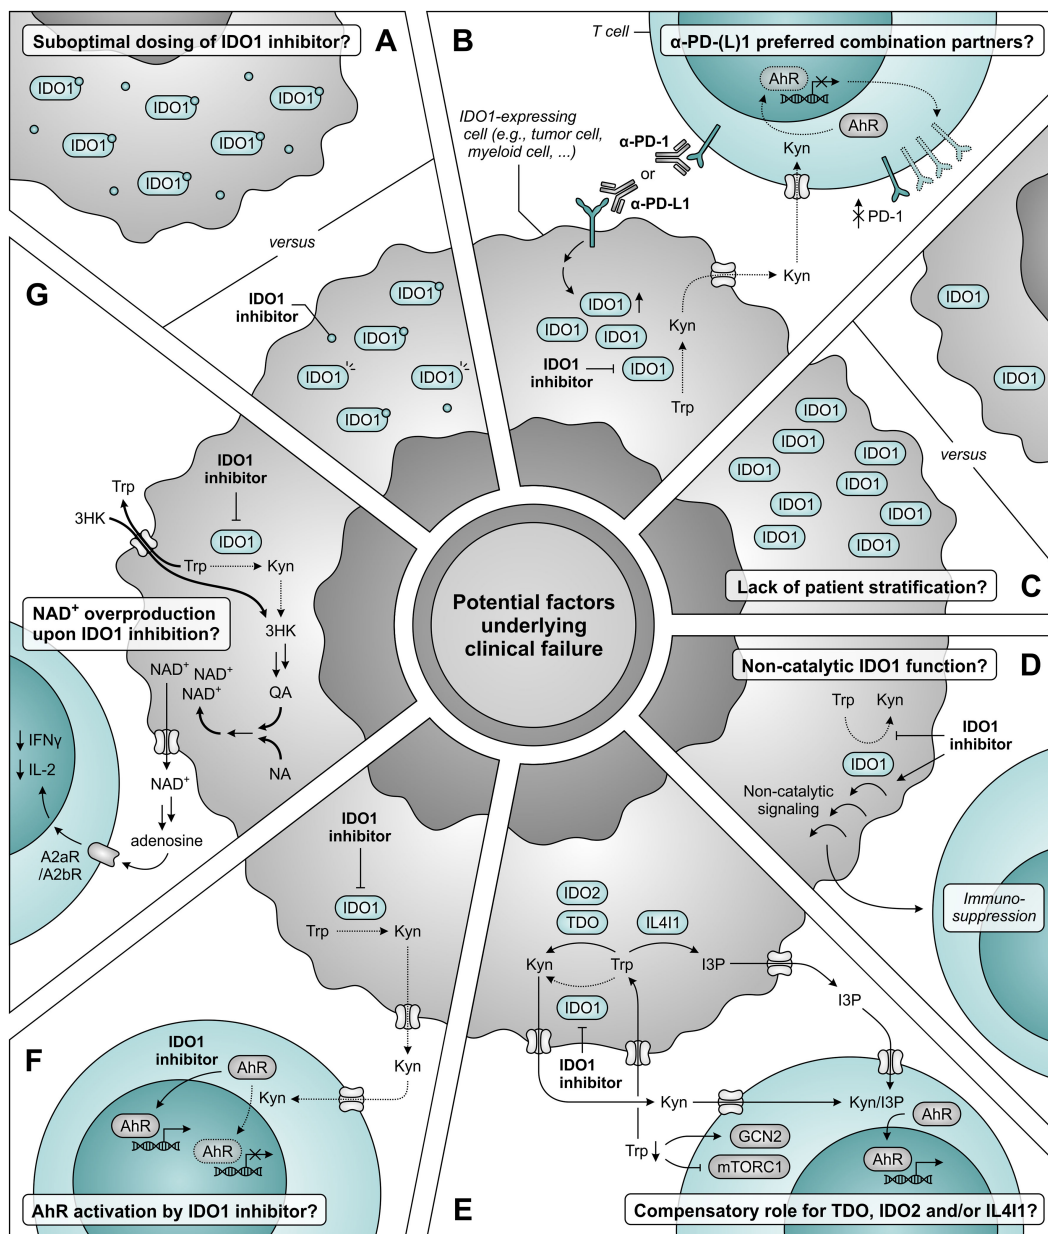 Suboptimal dosing of IDO1 inhibitor?
A
IDO1
IDO1
IDO1
IDO1
IDO1
IDO1
versus
IDO1
inhibitor
IDO1
IDO1
IDO1
IDO1
IDO1
B
T cell
α-PD-(L)1 preferred combination partners?
AhR
AhR
Kyn
PD-1
IDO1-expressing
cell (e.g., tumor cell,
myeloid cell, ...)
α-PD-1
or
α-PD-L1
Kyn
IDO1
IDO1
IDO1
IDO1
IDO1
inhibitor
Kyn
Trp
IDO1
IDO1
versus
IDO1
IDO1
IDO1
IDO1
IDO1
IDO1
IDO1
IDO1
IDO1
Lack of patient stratification?
C
Potential factors
underlying
clinical failure
Non-catalytic IDO1 function?
D
Trp
Kyn
IDO1
inhibitor
IDO1
Non-catalytic
signaling
Immuno-
suppression
IDO2
TDO
IL4I1
Kyn
Trp
I3P
IDO1
IDO1
inhibitor
I3P
Kyn
Kyn/I3P
AhR
AhR
Trp
GCN2
mTORC1
E
Compensatory role for TDO, IDO2 and/or IL4I1?
IDO1
inhibitor
IDO1
Trp
Kyn
Kyn
F
IDO1
inhibitor
AhR
Kyn
AhR
AhR
AhR activation by IDO1 inhibitor?
G
IDO1
inhibitor
IDO1
Trp
3HK
Trp
Kyn
NAD+ overproduction
upon IDO1 inhibition?
3HK
NAD+
NAD+
NAD+
QA
NA
IFNγ
IL-2
NAD+
adenosine
A2aR
/A2bR